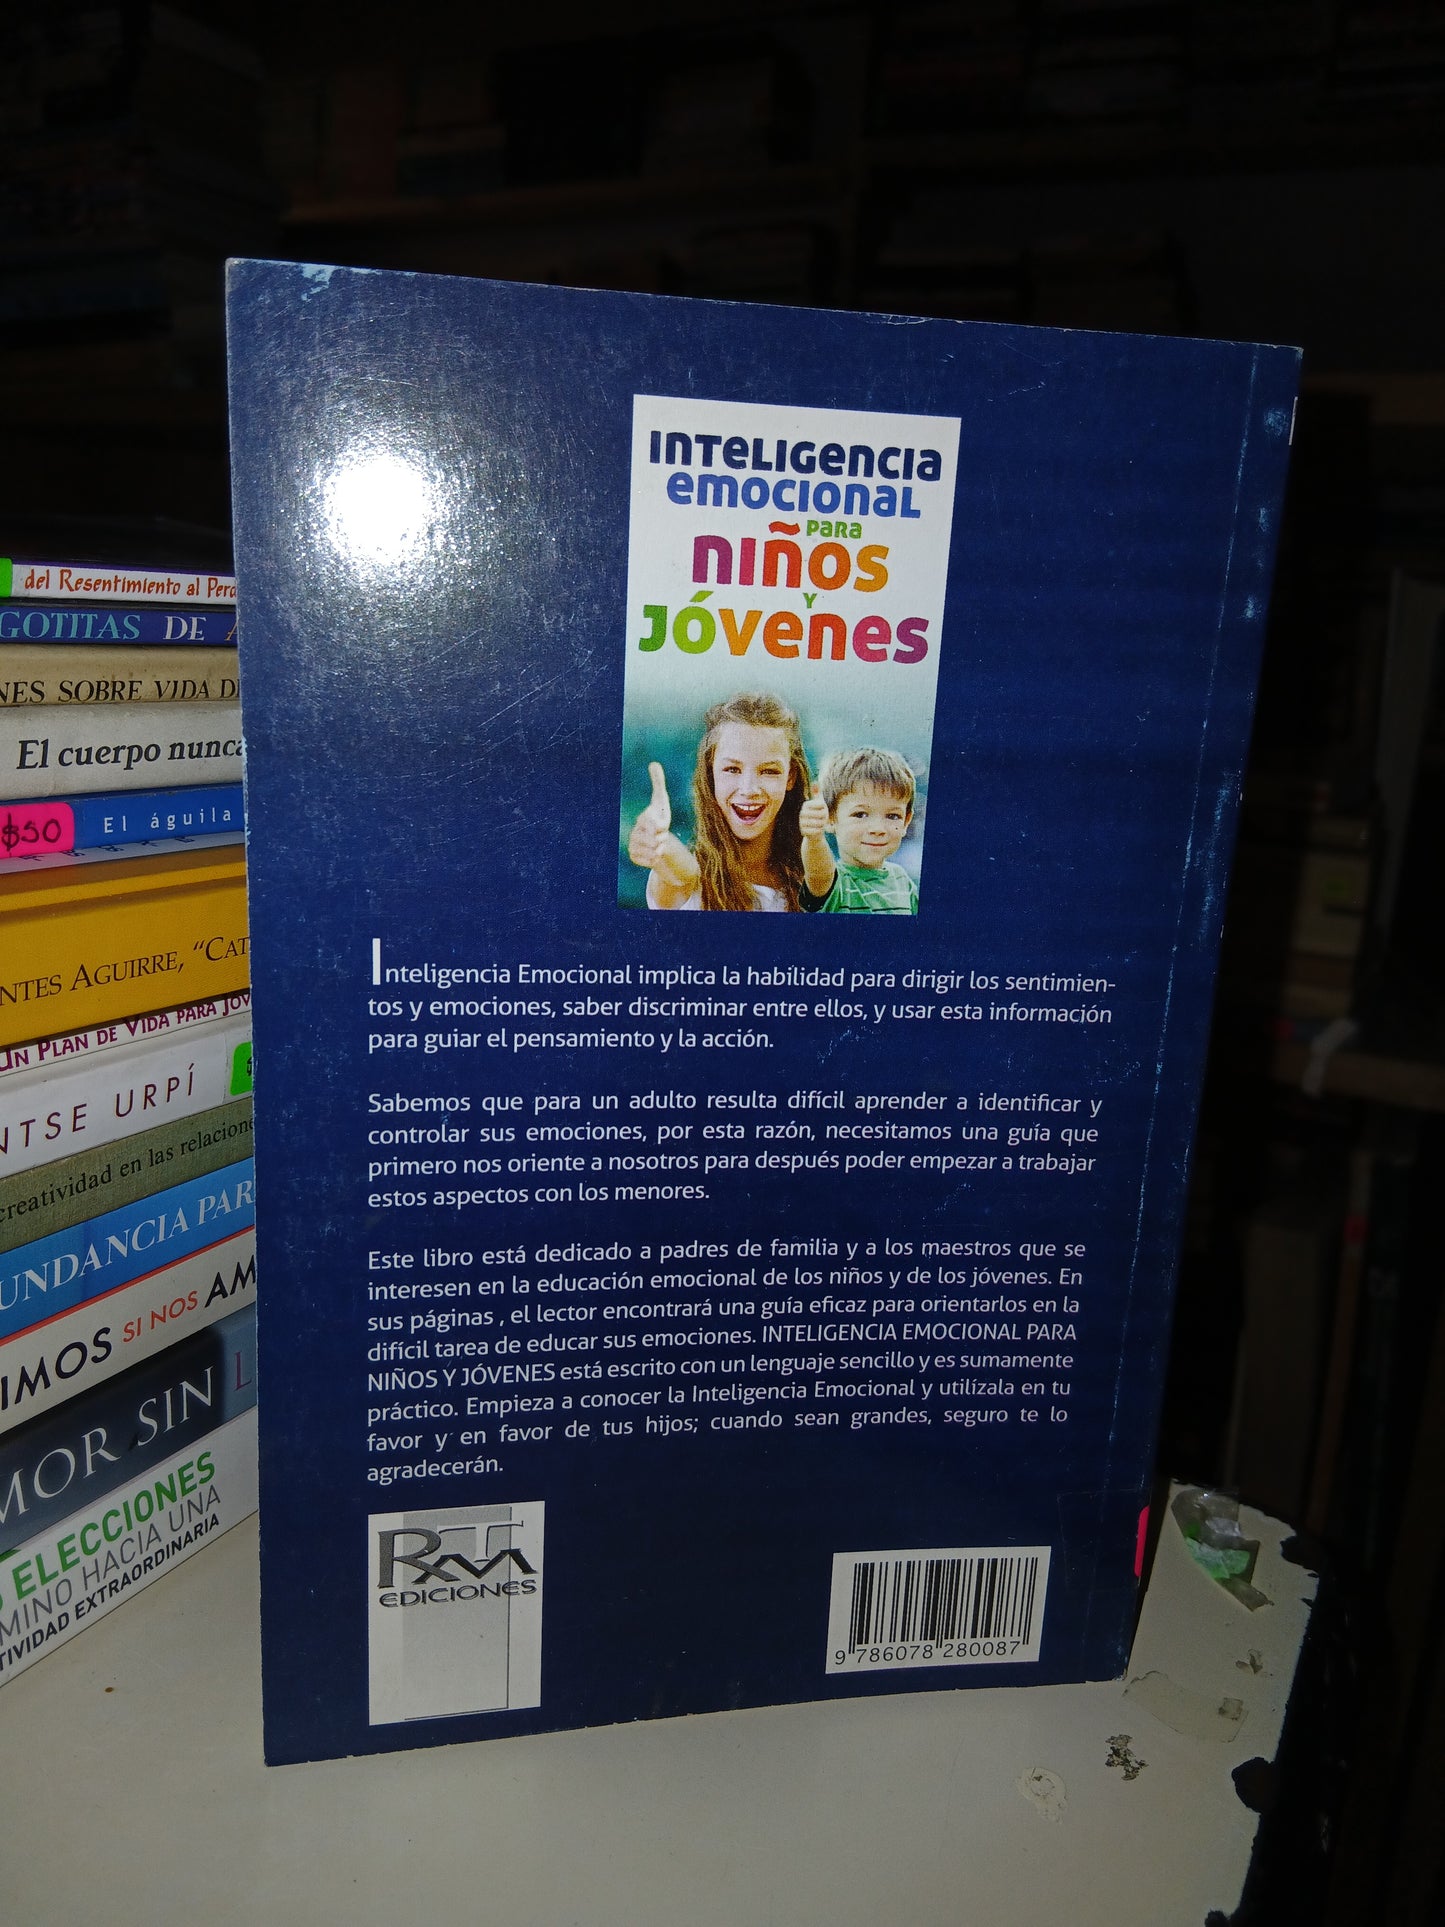 INTELIGENCIA
EMOCIONAL
PARA
NIÑOS
Y
JÓVENES
Inteligencia Emocional implica la habilidad para dirigir los sentimien-
tos y emociones, saber discriminar entre ellos, y usar esta información
para guiar el pensamiento y la acción.
Sabemos que para un adulto resulta difícil aprender a identificar y
controlar sus emociones, por esta razón, necesitamos una guía que
primero nos oriente a nosotros para después poder empezar a trabajar
estos aspectos con los menores.
Este libro está dedicado a padres de familia y a los maestros que se
interesen en la educación emocional de los niños y de los jóvenes. En
sus páginas , el lector encontrará una guía eficaz para orientarlos en la
difícil tarea de educar sus emociones. INTELIGENCIA EMOCIONAL PARA
NIÑOS Y JÓVENES está escrito con un lenguaje sencillo y es sumamente
práctico. Empieza a conocer la Inteligencia Emocional y utilízala en tu
favor y en favor de tus hijos; cuando sean grandes, seguro te lo
agradecerán.
RTM
EDICIONES
9 786078 280087
del Resentimiento al Perd
GOTITAS DE A
NES SOBRE VIDA DE
El cuerpo nunca
$50
El águila
NTES AGUIRRE, "CAT
UN PLAN DE VIDA PARA JÓV
NTSE URPÍ
creatividad en las relacione
UNDANCIA PAR
IMOS SI NOS AM
MOR SIN L
ELECCIONES
MINO HACIA UNA
TIVIDAD EXTRAORDINARIA